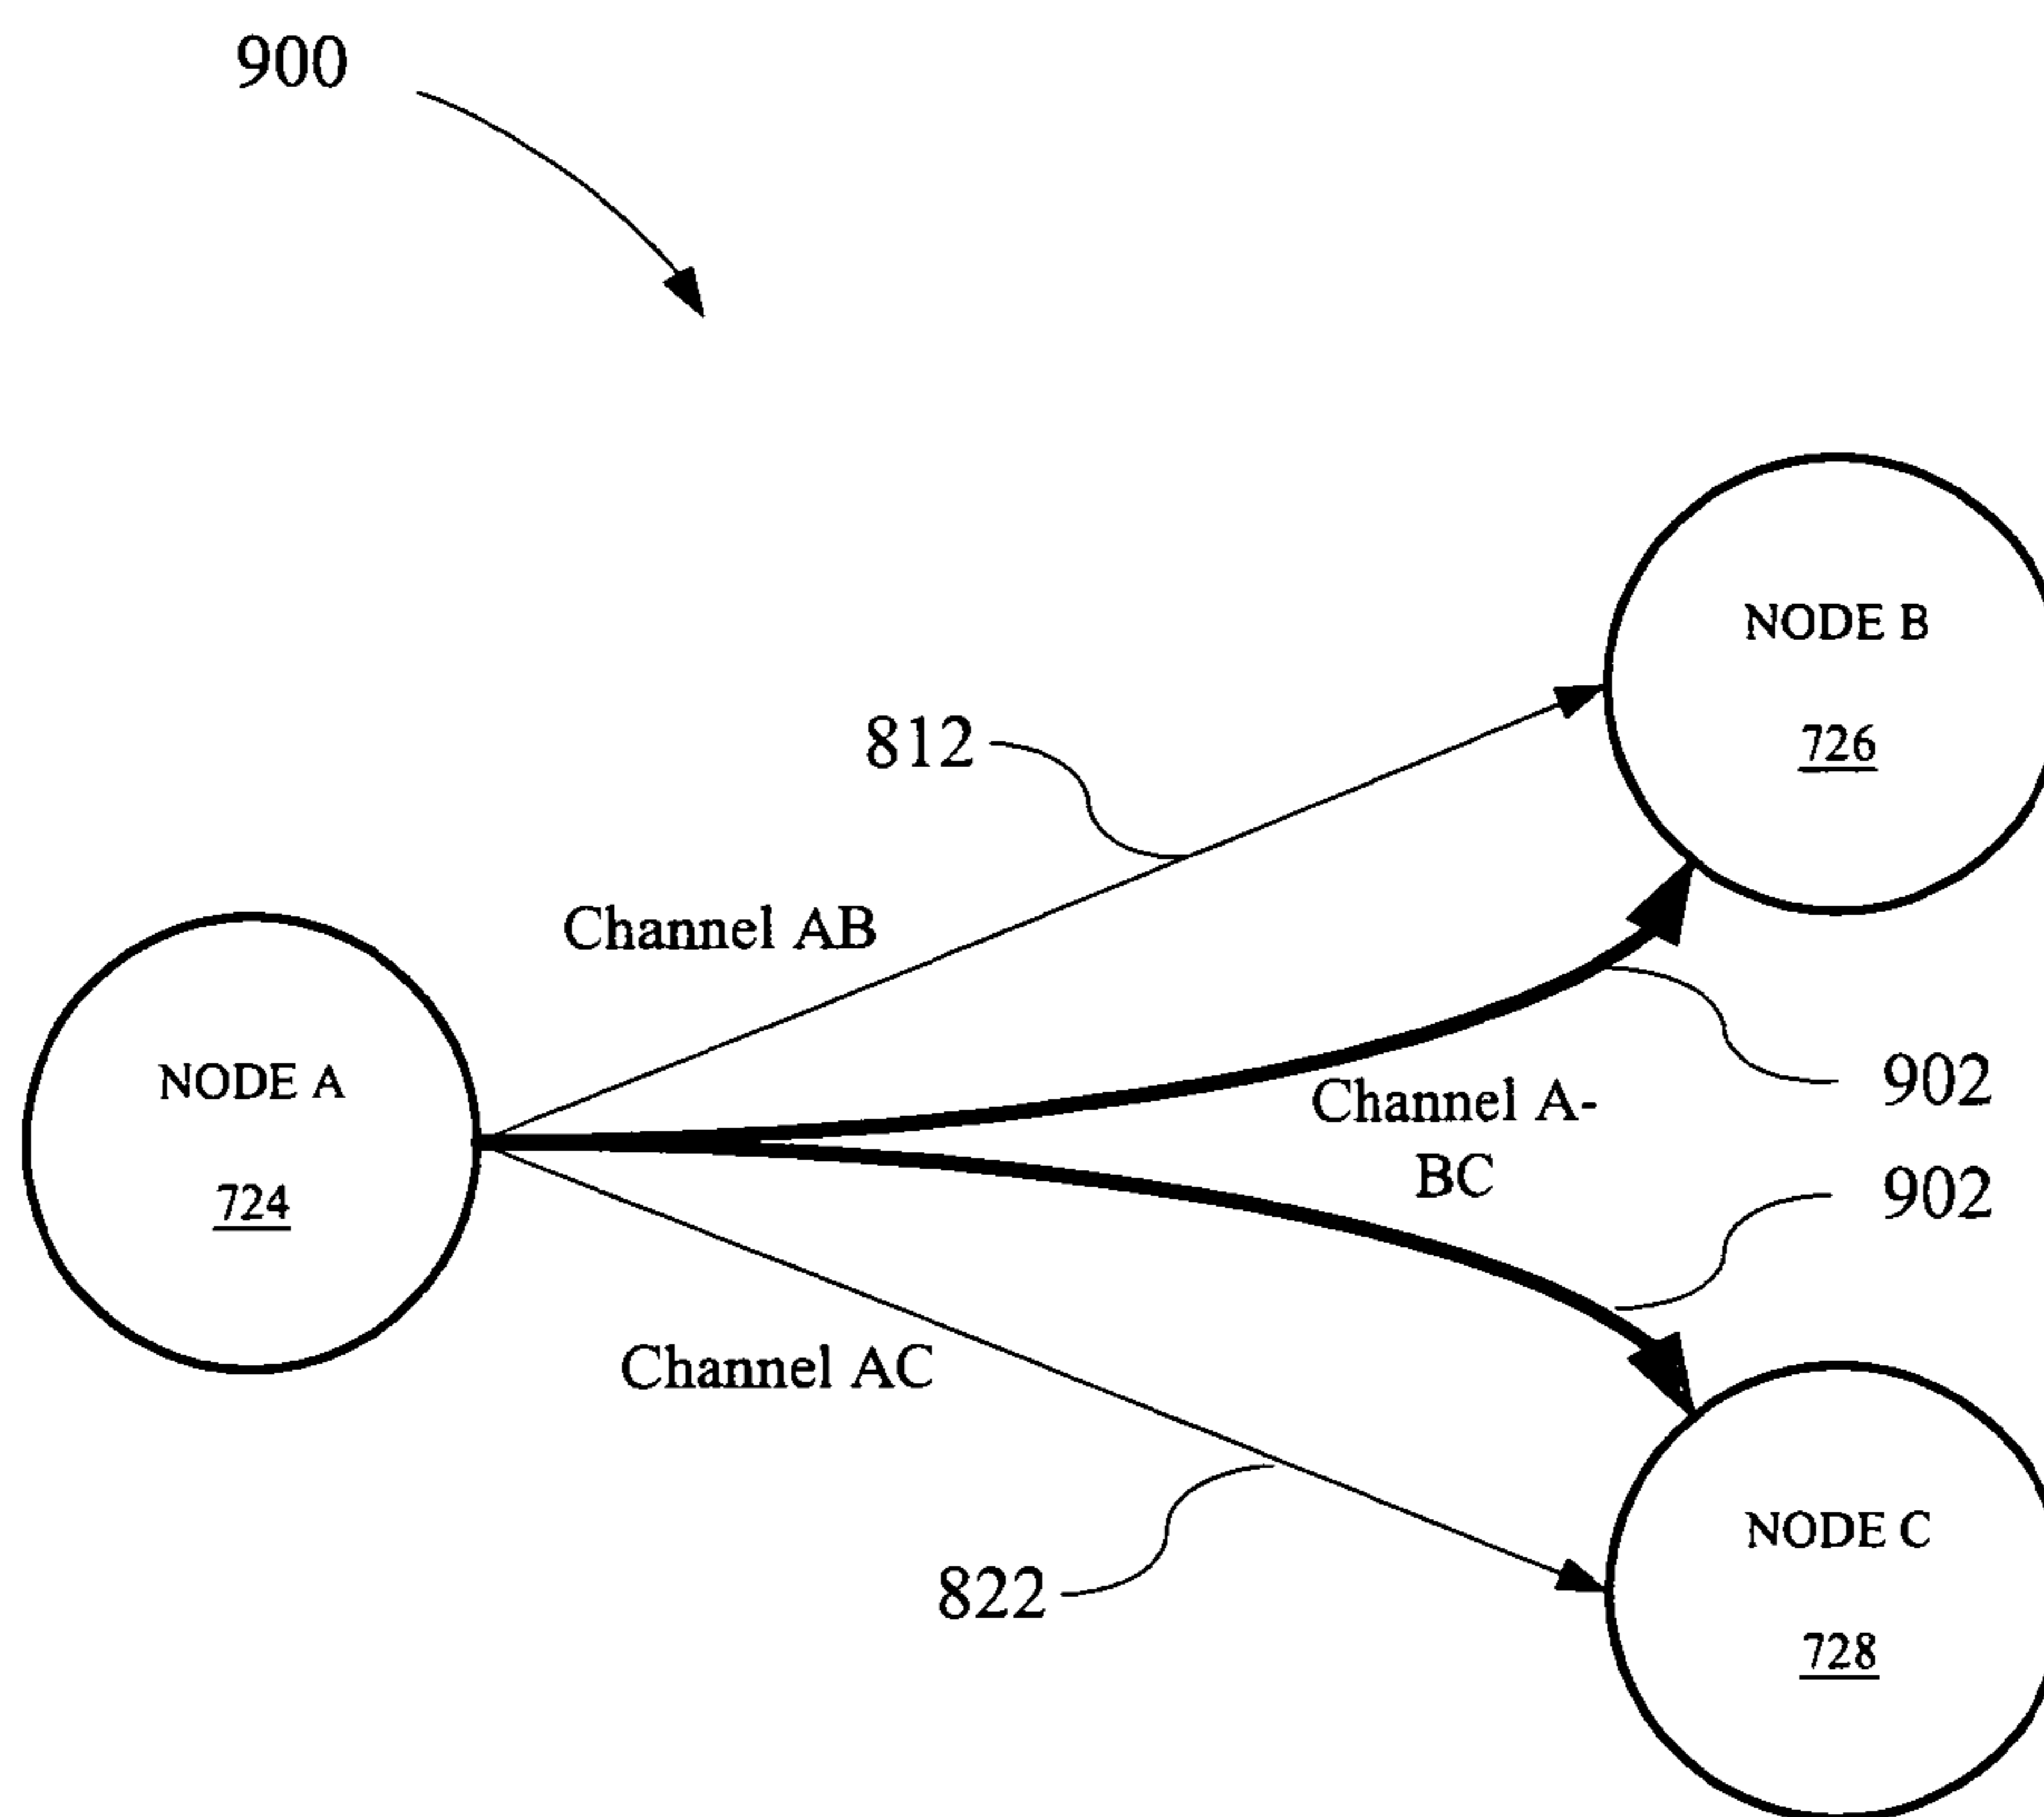 900
NODE B
812
726
Channel AB
NODE A
902
Channel A-
BC
902
724
Channel AC
NODE C
822
728